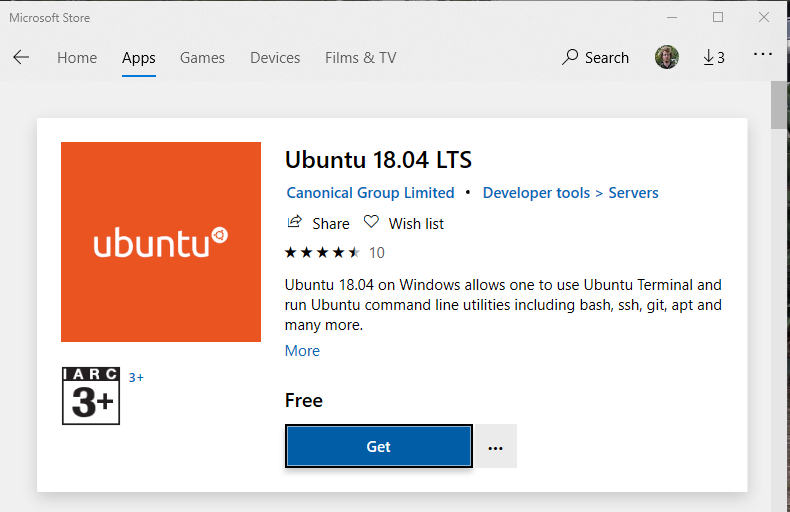 Microsoft Store
Home Apps Games Devices Films & TV Search 3 ...
Ubuntu 18.04 LTS
Canonical Group Limited • Developer tools > Servers
Share Wish list
10
ubuntu
Ubuntu 18.04 on Windows allows one to use Ubuntu Terminal and
run Ubuntu command line utilities including bash, ssh, git, apt and
many more.
More
IARC
3+
3+
Free
Get ...